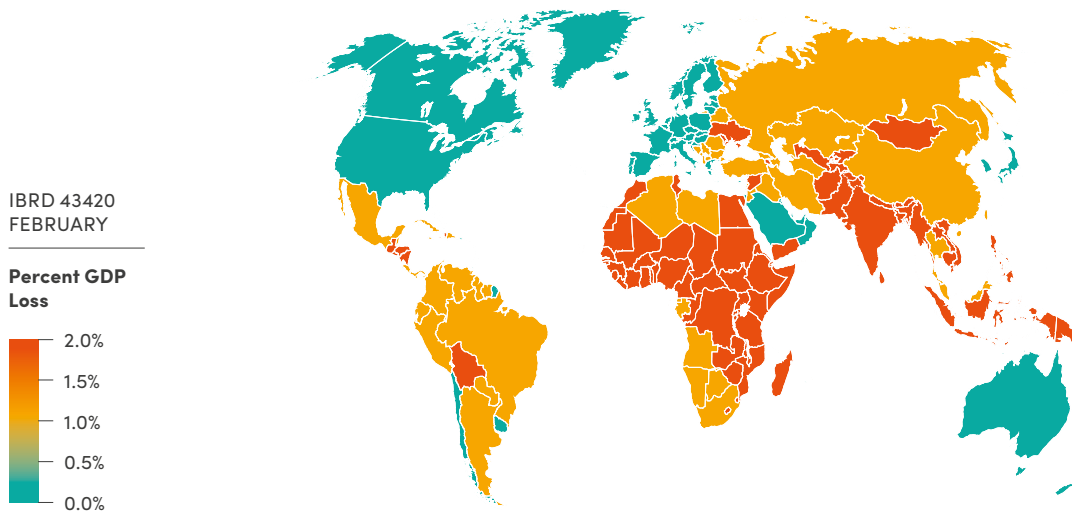 IBRD 43420
FEBRUARY
Percent GDP
Loss
2.0%
1.5%
1.0%
0.5%
0.0%